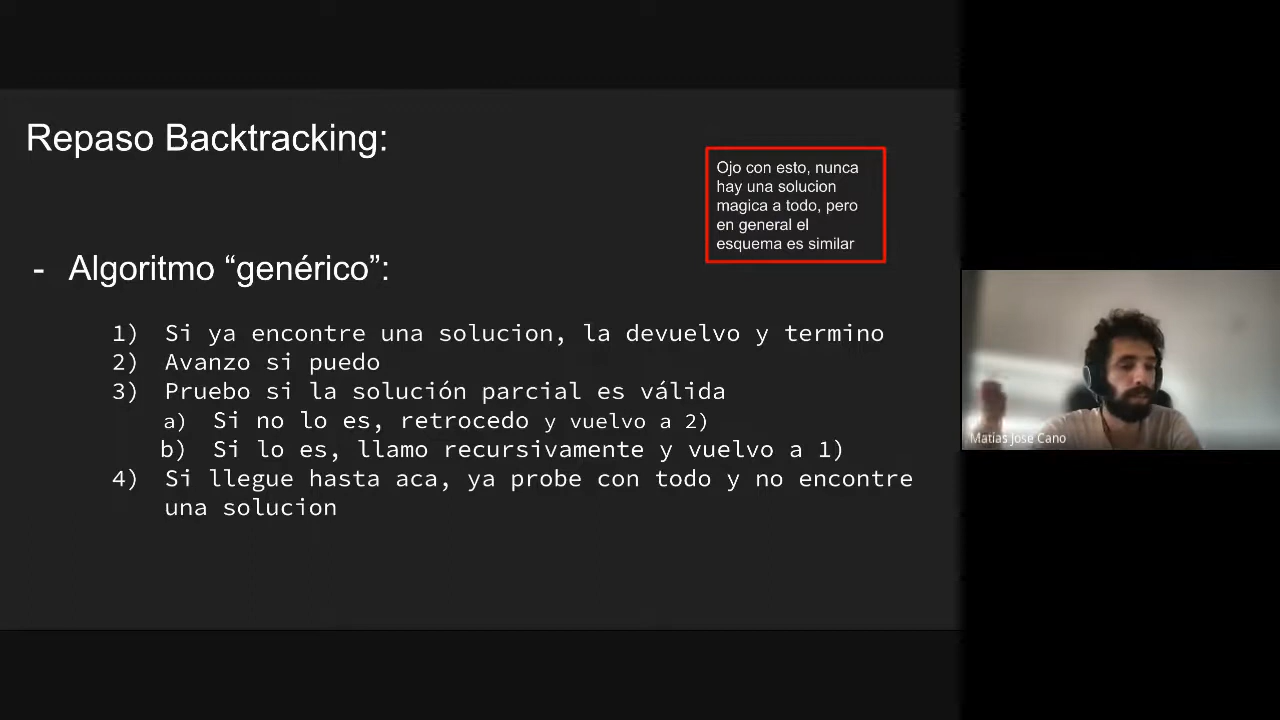 Repaso Backtracking:
Ojo con esto, nunca
hay una solucion
magica a todo, pero
en general el
esquema es similar
- Algoritmo “genérico”:
1) Si ya encontre una solucion, la devuelvo y termino
2) Avanzo si puedo
3) Pruebo si la solución parcial es válida
a) Si no lo es, retrocedo y vuelvo a 2)
b) Si lo es, llamo recursivamente y vuelvo a 1)
4) Si llegue hasta aca, ya probe con todo y no encontre
una solucion
Matias Jose Cano